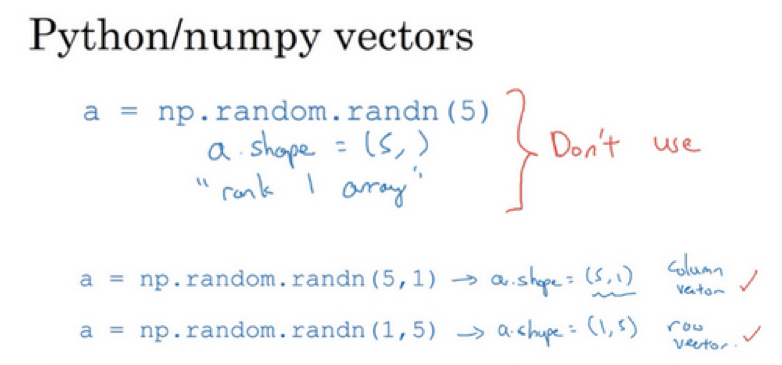 Python/numpy vectors
a = np.random.randn(5)
a.shape = (5,)
"rank 1 array"
Don't use
a = np.random.randn(5,1) → a.shape = (5,1) column vector ✓
a = np.random.randn(1,5) → a.shape = (1,5) row vector. ✓